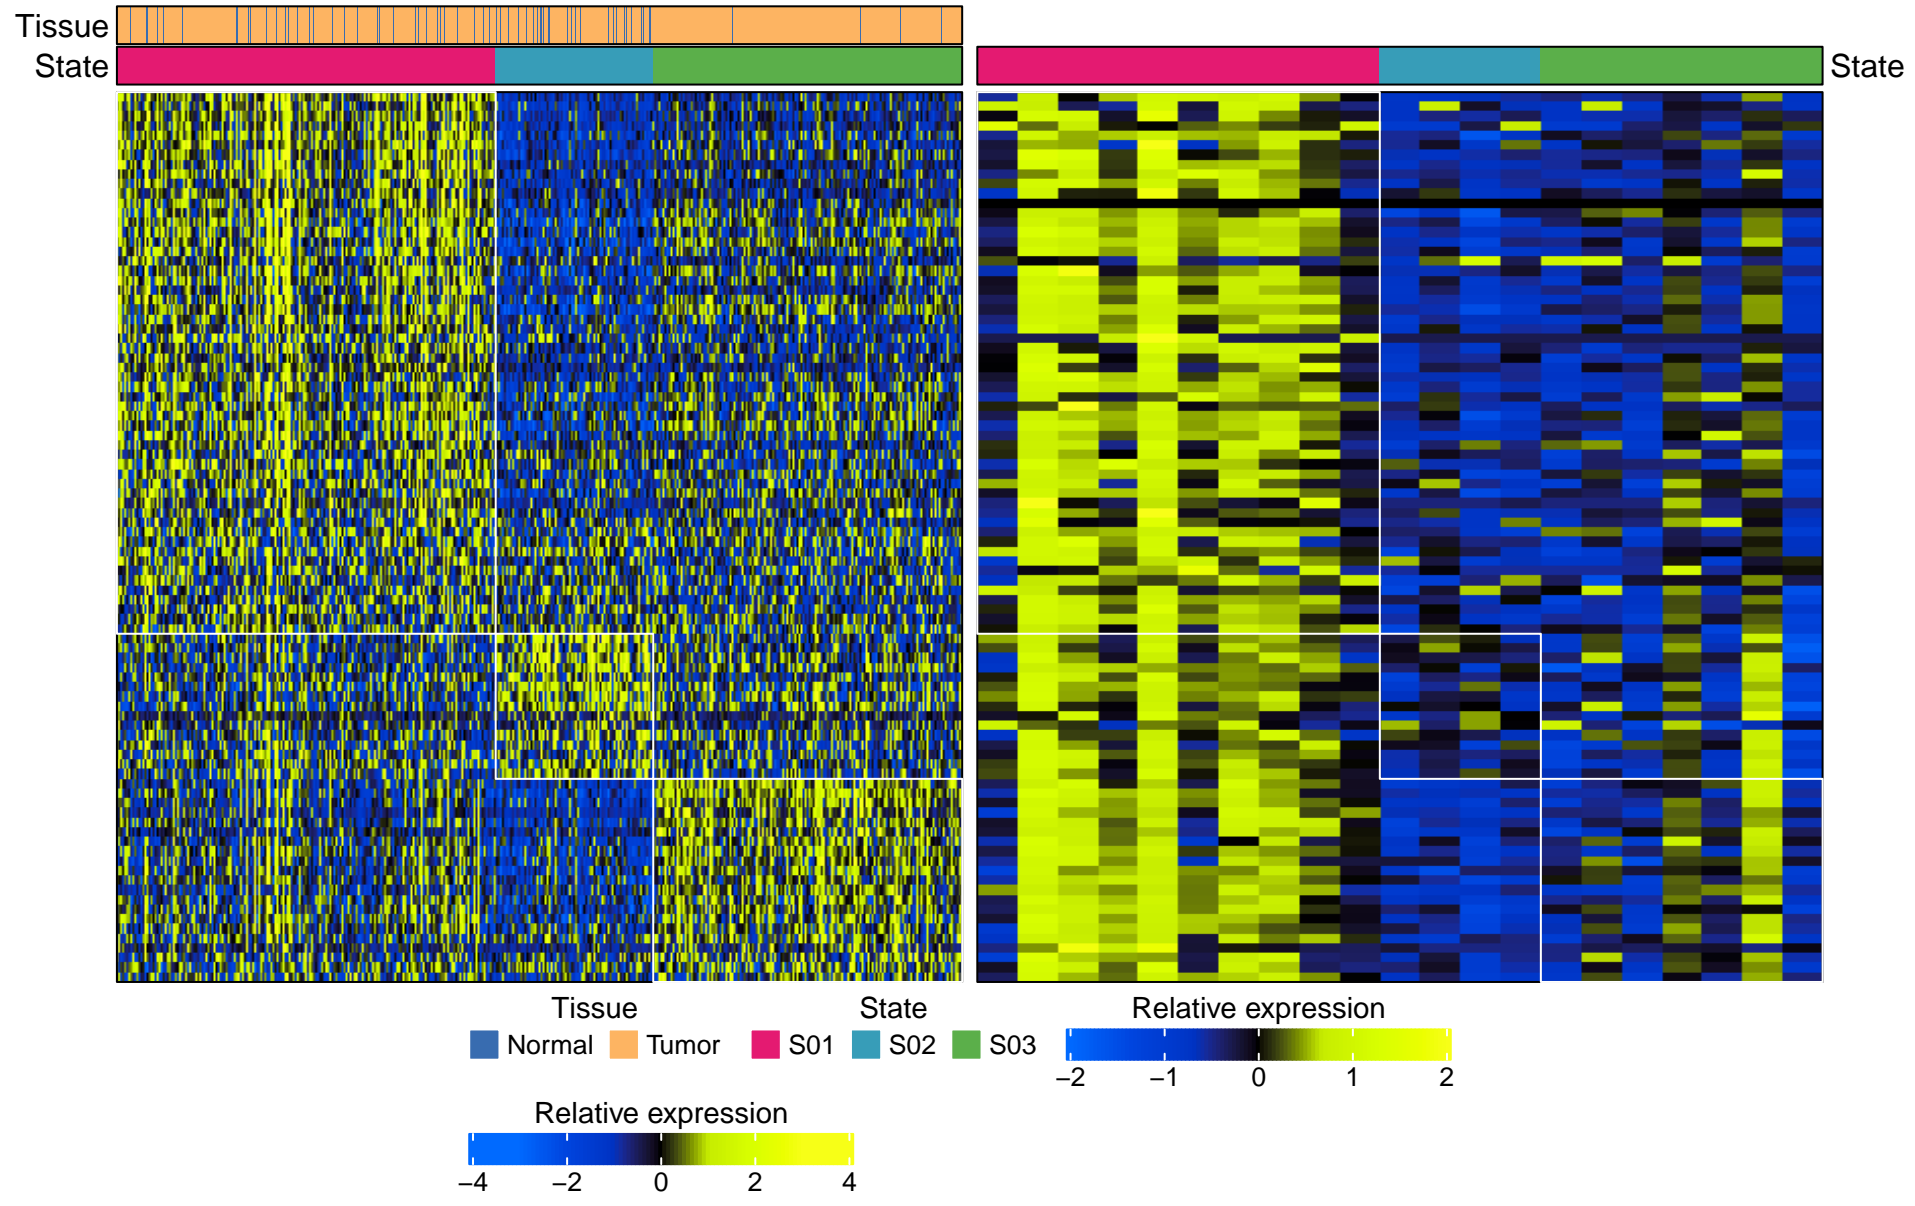 Tissue
State
State
Tissue
Normal
Tumor
State
S01
S02
S03
Relative expression
−2
−1
0
1
2
Relative expression
−4
−2
0
2
4